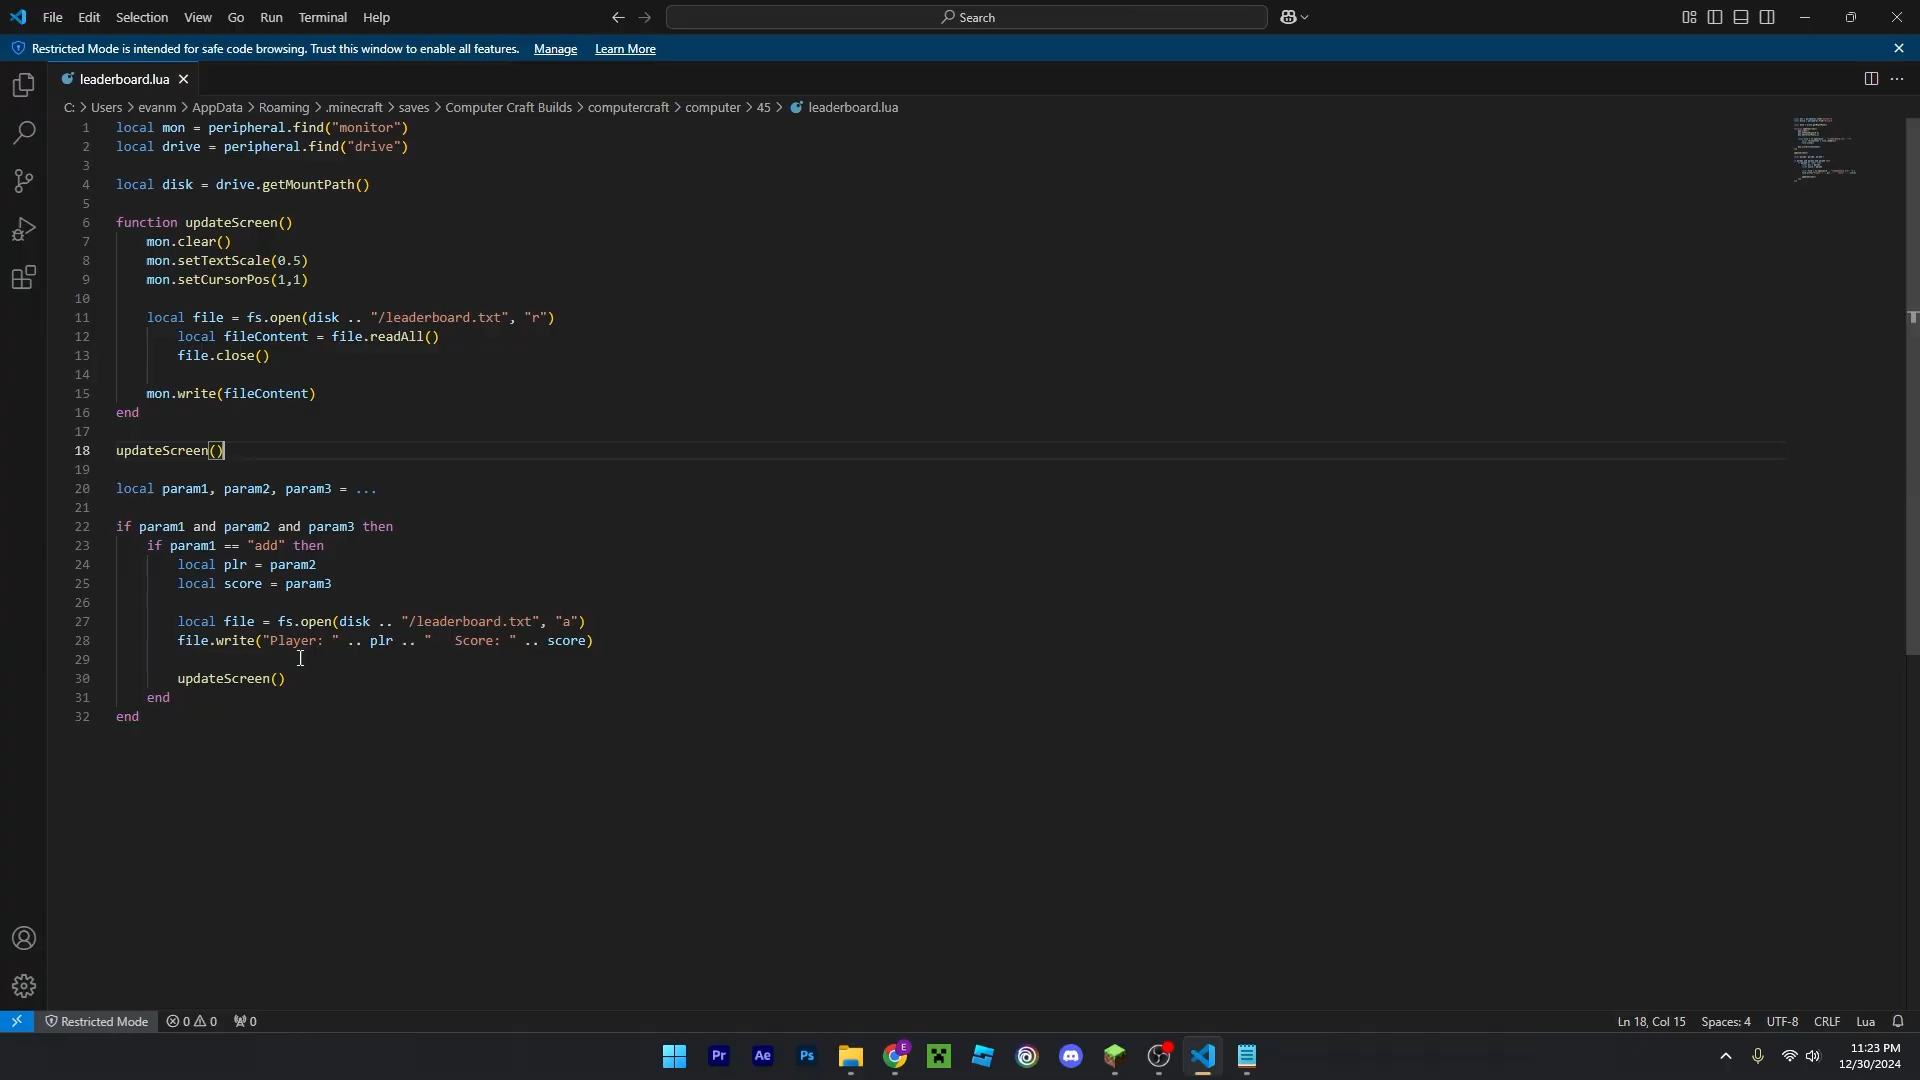 File Edit Selection View Go Run Terminal Help Search
Restricted Mode is intended for safe code browsing. Trust this window to enable all features. Manage Learn More
leaderboard.lua
C: > Users > evanm > AppData > Roaming > .minecraft > saves > Computer Craft Builds > computercraft > computer > 45 > leaderboard.lua
1 local mon = peripheral.find("monitor")
2 local drive = peripheral.find("drive")
3
4 local disk = drive.getMountPath()
5
6 function updateScreen()
7     mon.clear()
8     mon.setTextScale(0.5)
9     mon.setCursorPos(1,1)
10
11     local file = fs.open(disk .. "/leaderboard.txt", "r")
12         local fileContent = file.readAll()
13         file.close()
14
15     mon.write(fileContent)
16 end
17
18 updateScreen()
19
20 local param1, param2, param3 = ...
21
22 if param1 and param2 and param3 then
23     if param1 == "add" then
24         local plr = param2
25         local score = param3
26
27         local file = fs.open(disk .. "/leaderboard.txt", "a")
28         file.write("Player: " .. plr .. "   Score: " .. score)
29
30         updateScreen()
31     end
32 end
Restricted Mode 0 0 0 Ln 18, Col 15 Spaces: 4 UTF-8 CRLF Lua
Pr Ae Ps E 11:23 PM
12/30/2024